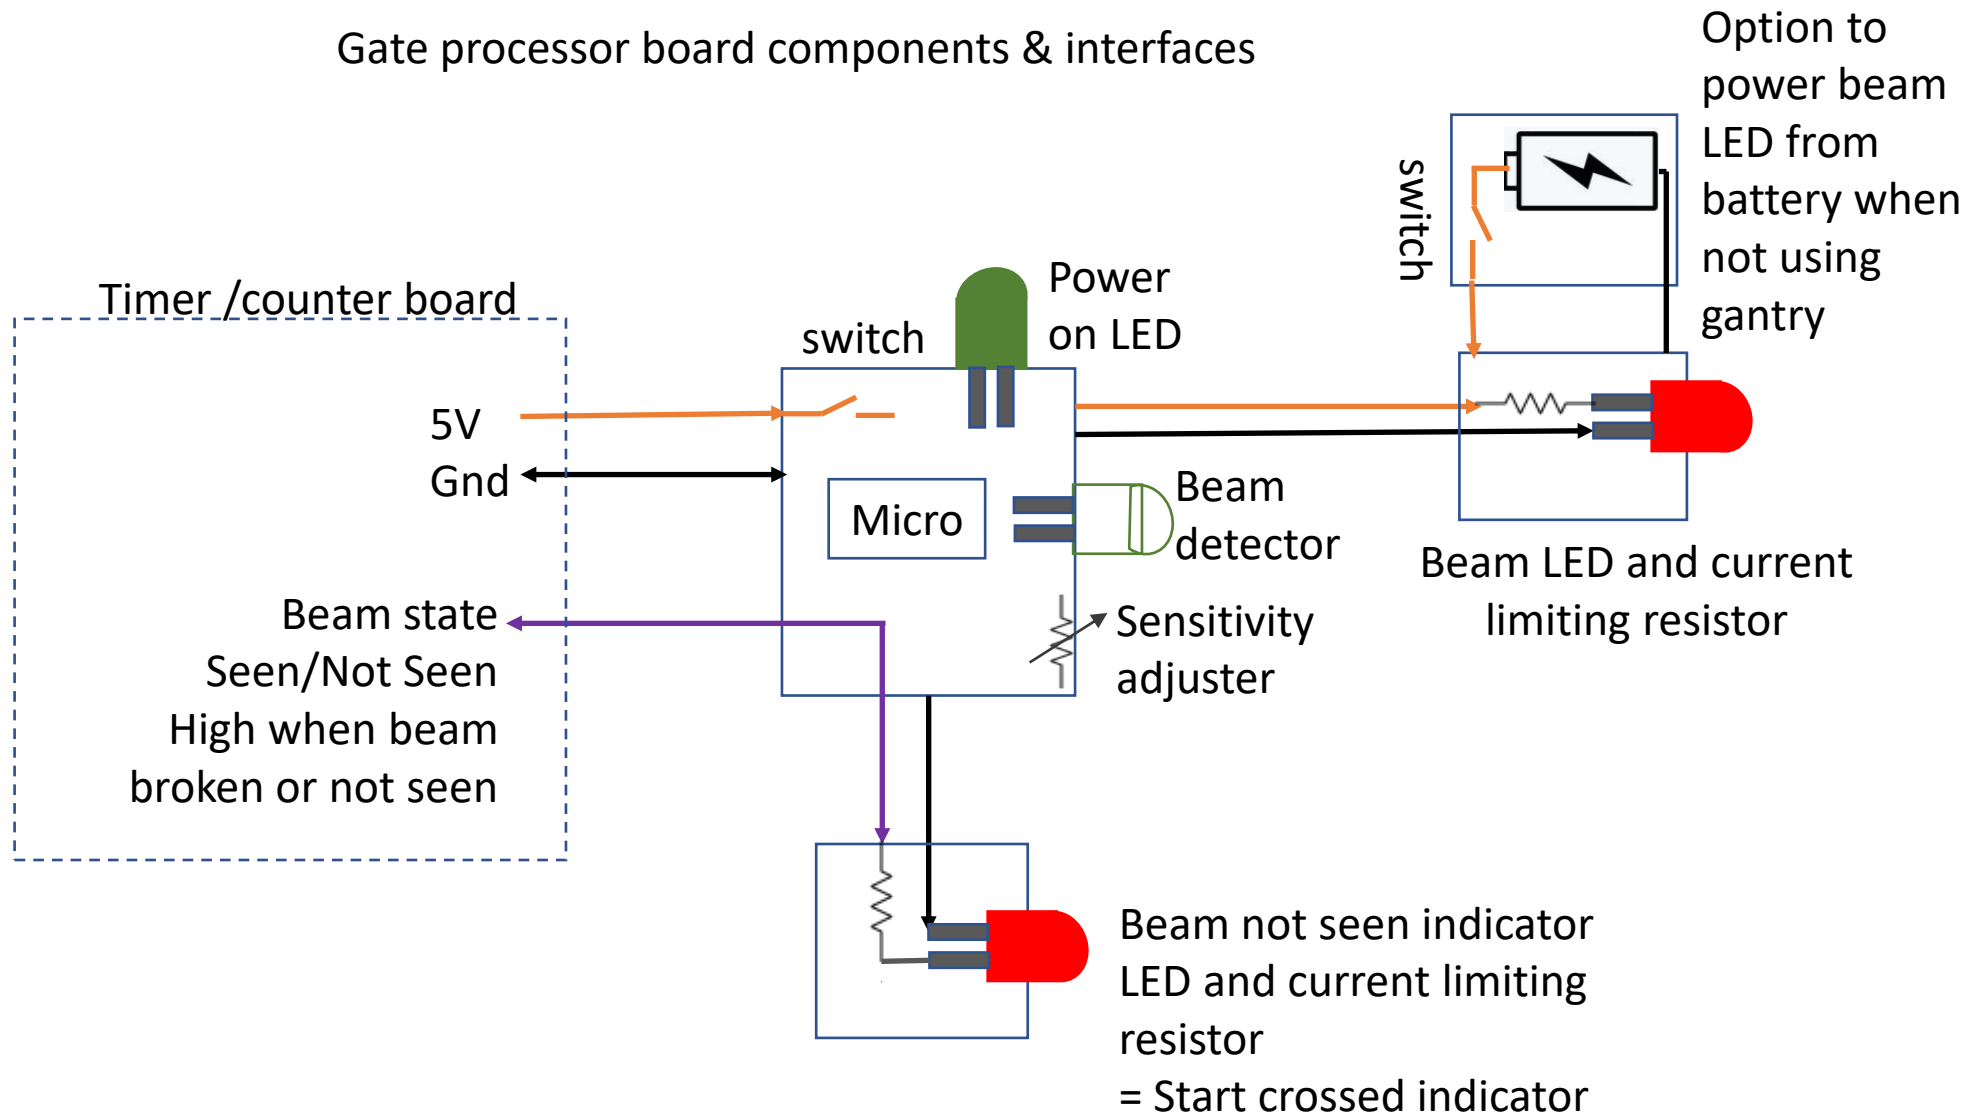 Gate processor board components & interfaces
Option to
power beam
LED from
battery when
not using
gantry
switch
Timer /counter board
switch
Power
on LED
5V
Gnd
Micro
Beam
detector
Beam LED and current
limiting resistor
Beam state
Seen/Not Seen
High when beam
broken or not seen
Sensitivity
adjuster
Beam not seen indicator
LED and current limiting
resistor
= Start crossed indicator